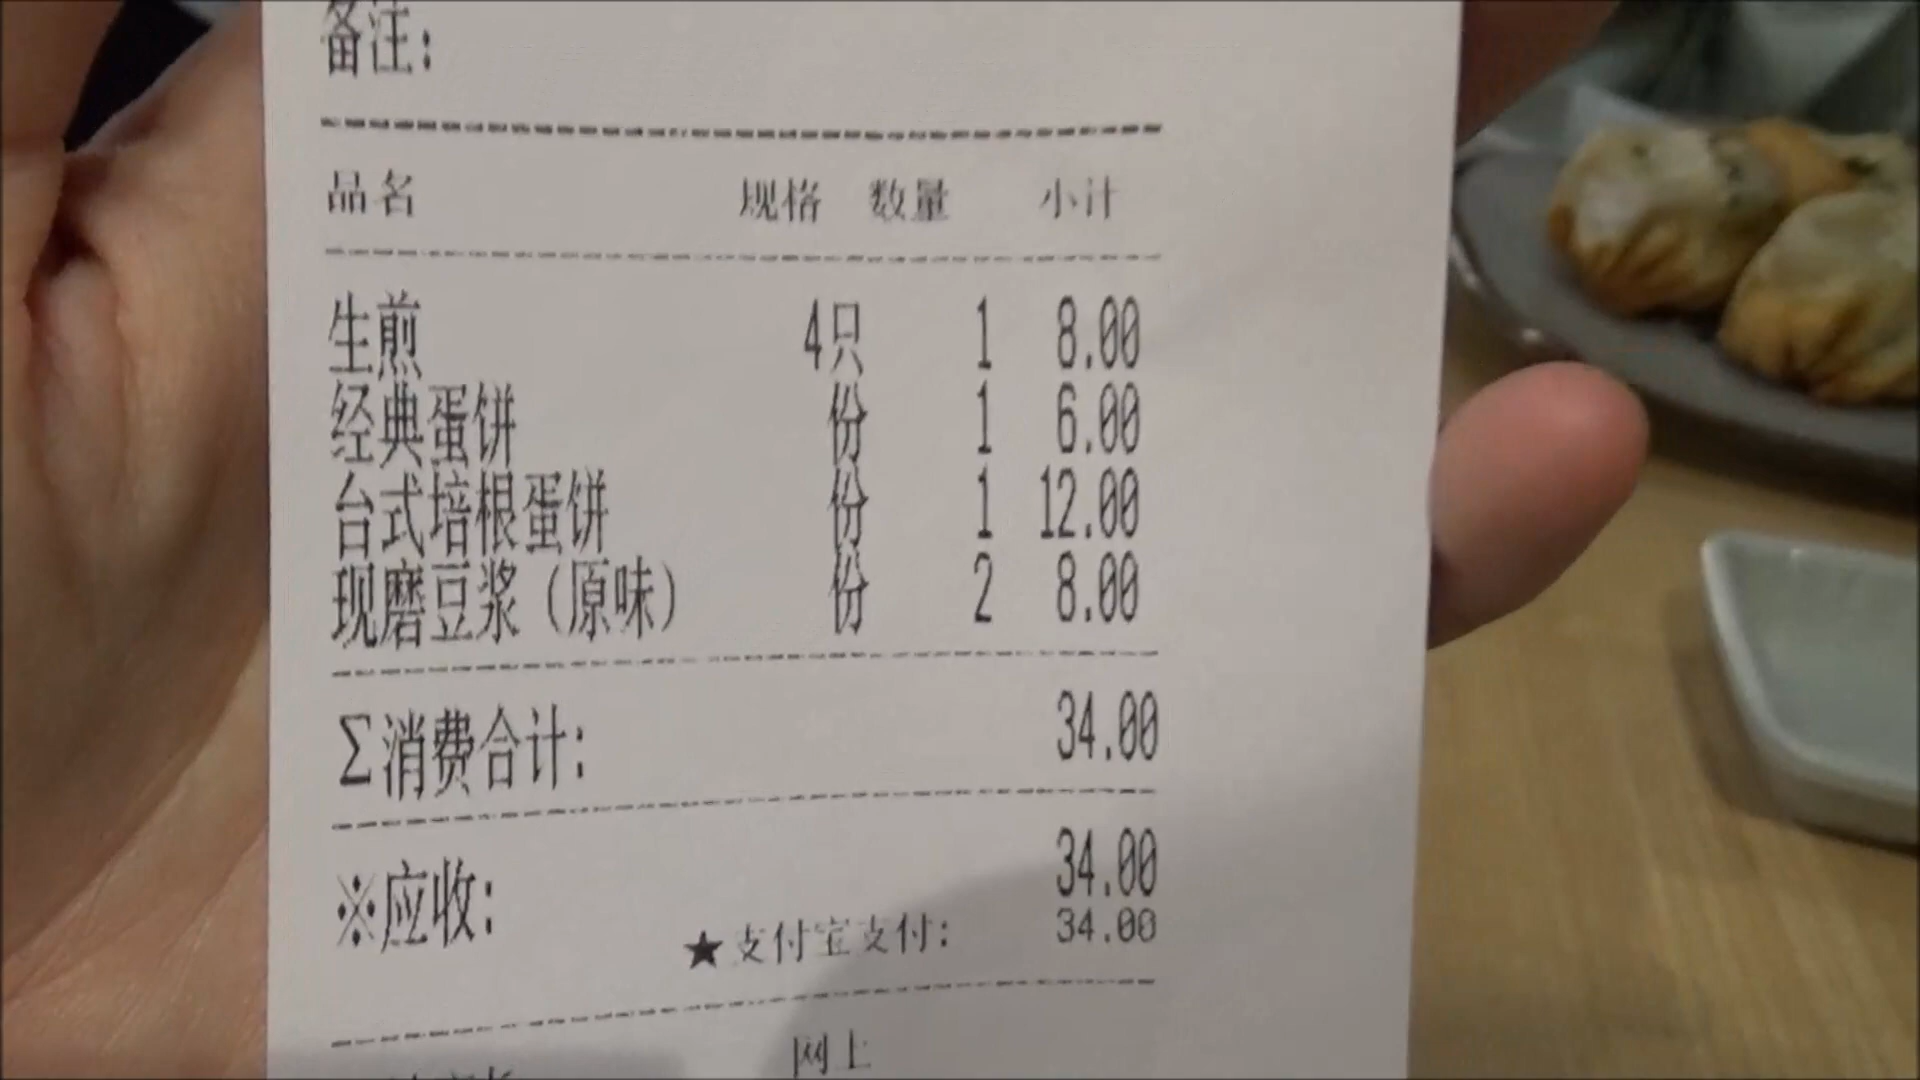 备注:
品名 规格 数量 小计
生煎 4只 1 8.00
经典蛋饼 份 1 6.00
台式培根蛋饼 份 1 12.00
现磨豆浆(原味) 份 2 8.00
Σ消费合计: 34.00
※应收: 34.00
★支付宝支付: 34.00
网上